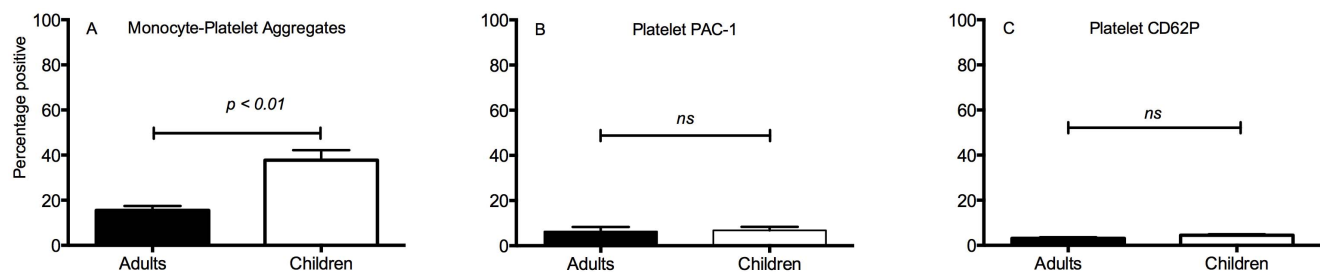 A Monocyte-Platelet Aggregates
Percentage positive
100
80
60
40
20
0
p < 0.01
Adults Children
B Platelet PAC-1
100
80
60
40
20
0
ns
Adults Children
C Platelet CD62P
100
80
60
40
20
0
ns
Adults Children